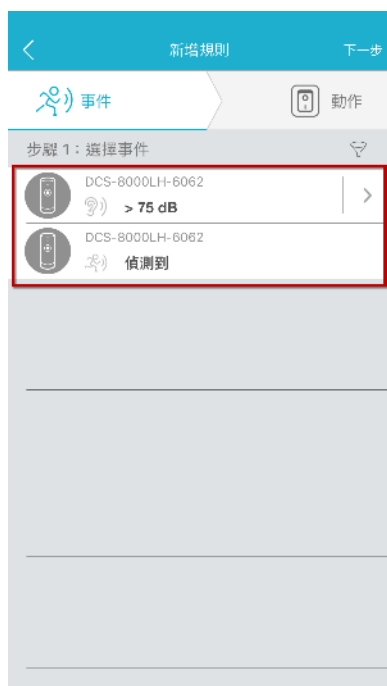 新增規則
下一步
事件
動作
步驟 1：選擇事件
DCS-8000LH-6062
> 75 dB
DCS-8000LH-6062
偵測到